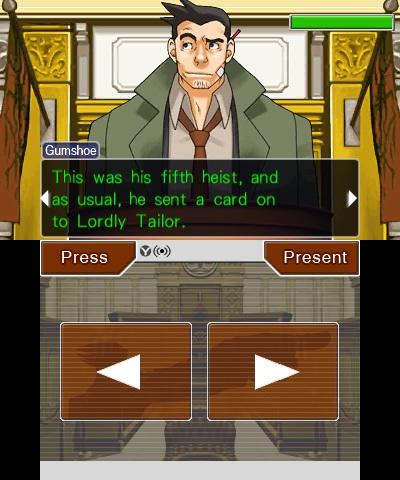 Gumshoe
This was his fifth heist, and
as usual, he sent a card on
to Lordly Tailor.
Press
Y
Present